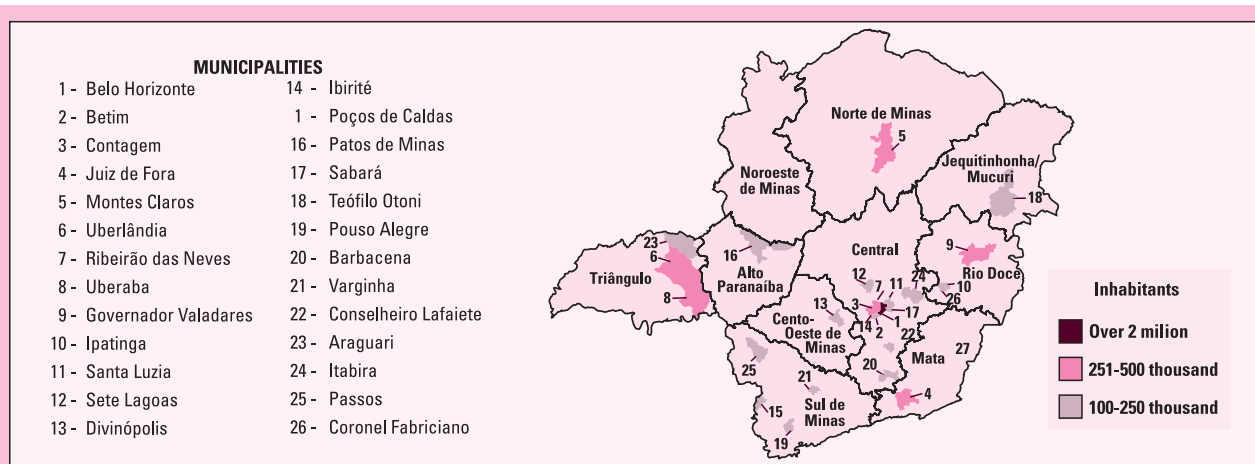 MUNICIPALITIES
1 - Belo Horizonte
2 - Betim
3 - Contagem
4 - Juiz de Fora
5 - Montes Claros
6 - Uberlândia
7 - Ribeirão das Neves
8 - Uberaba
9 - Governador Valadares
10 - Ipatinga
11 - Santa Luzia
12 - Sete Lagoas
13 - Divinópolis
14 - Ibirité
1 - Poços de Caldas
16 - Patos de Minas
17 - Sabará
18 - Teófilo Otoni
19 - Pouso Alegre
20 - Barbacena
21 - Varginha
22 - Conselheiro Lafaiete
23 - Araguari
24 - Itabira
25 - Passos
26 - Coronel Fabriciano
Norte de Minas
5
Jequitinhonha/
Mucuri
18
Noroeste
de Minas
23
6
Triângulo
8
16
Alto
Paranaíba
Central
12
7
11
24
3
14
2
1
17
22
9
Rio Doce
10
26
13
Cento-
Oeste de
Minas
20
Mata
27
4
25
21
15
Sul de
Minas
19
Inhabitants
Over 2 milion
251-500 thousand
100-250 thousand